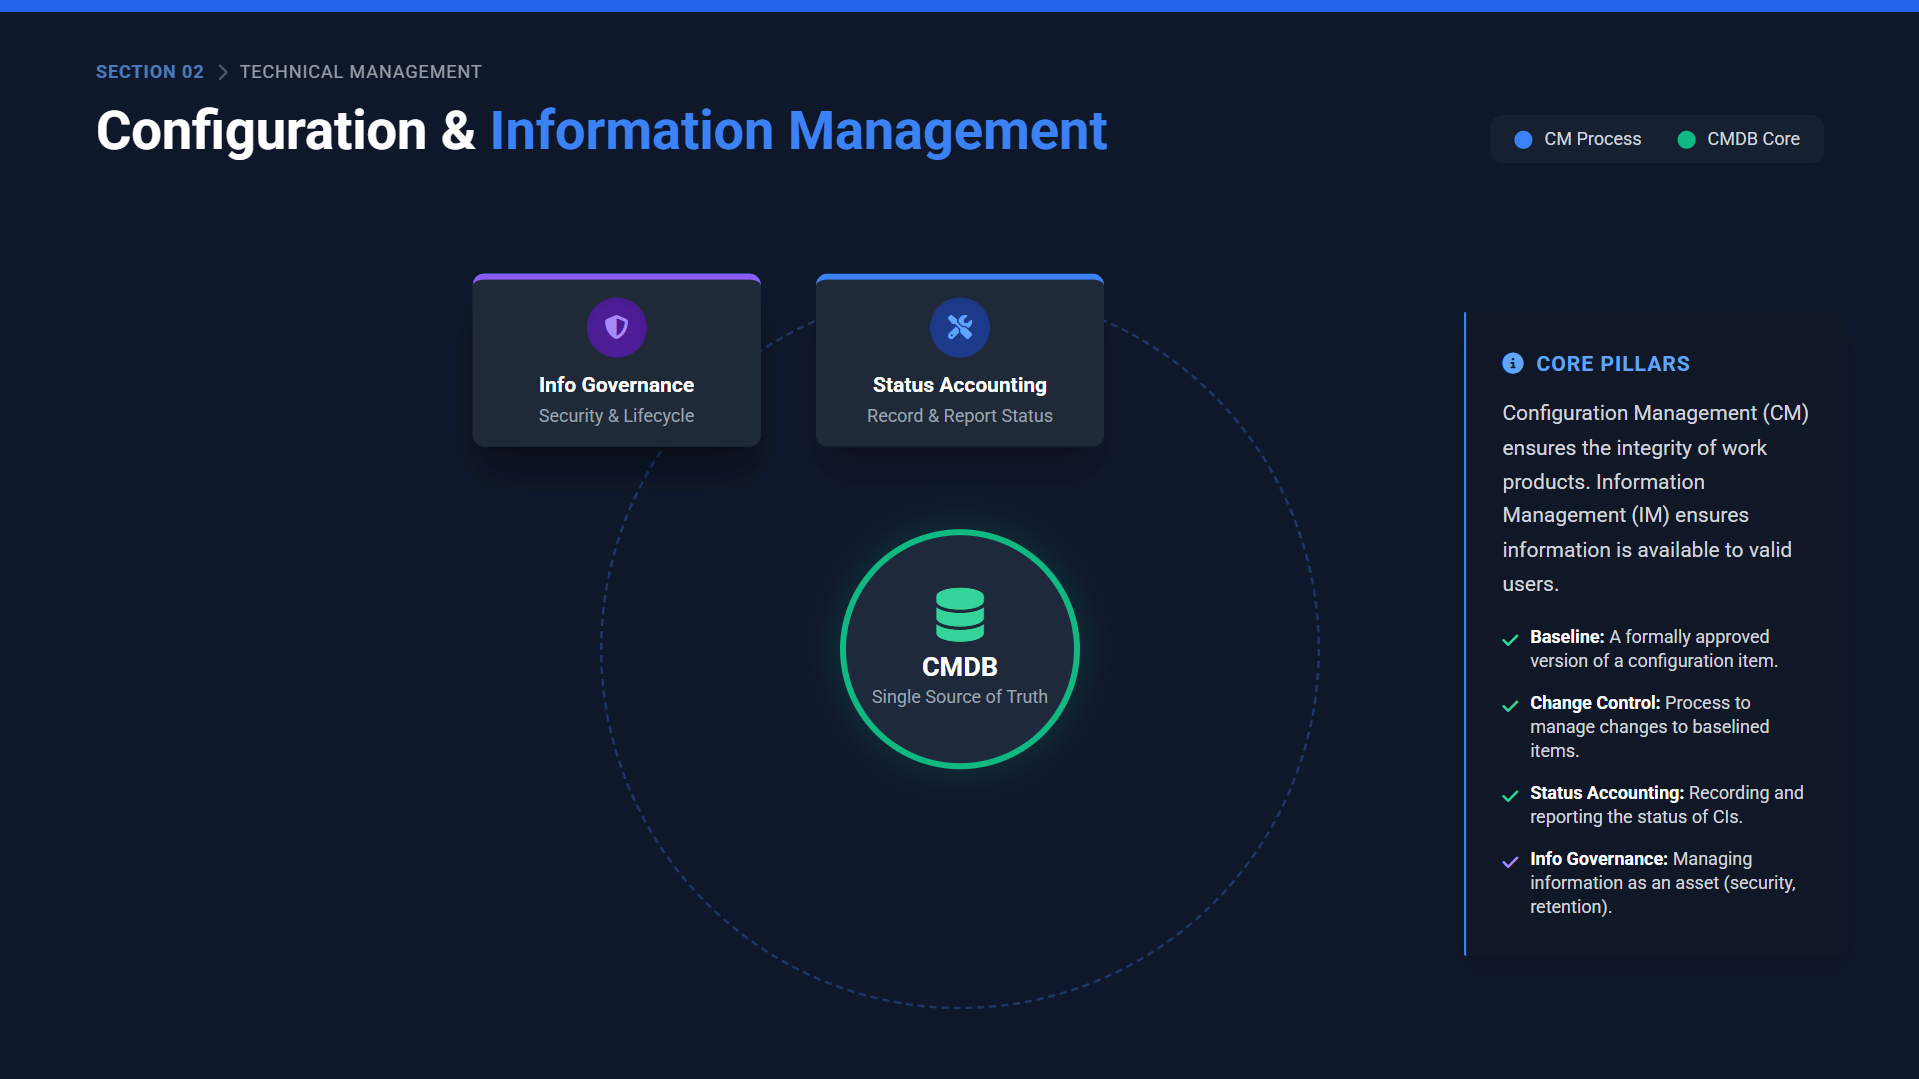 SECTION 02 > TECHNICAL MANAGEMENT
Configuration & Information Management
CM Process
CMDB Core
Info Governance
Security & Lifecycle
Status Accounting
Record & Report Status
CMDB
Single Source of Truth
CORE PILLARS
Configuration Management (CM)
ensures the integrity of work
products. Information
Management (IM) ensures
information is available to valid
users.
Baseline: A formally approved
version of a configuration item.
Change Control: Process to
manage changes to baselined
items.
Status Accounting: Recording and
reporting the status of CIs.
Info Governance: Managing
information as an asset (security,
retention).